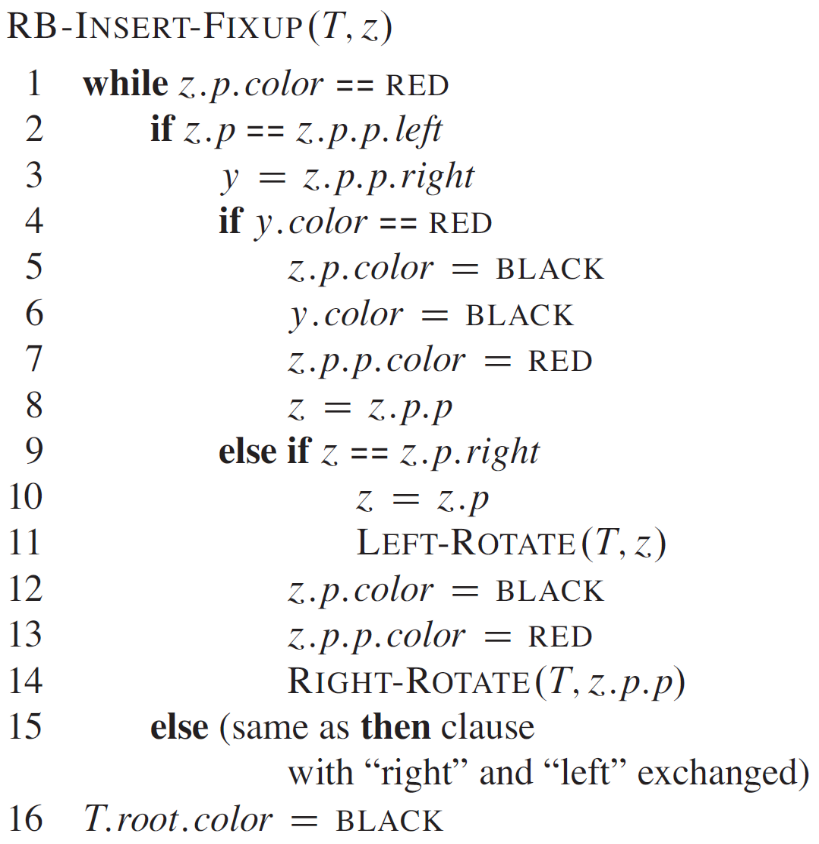 RB-INSERT-FIXUP(T, z)
1 while z.p.color == RED
2 if z.p == z.p.p.left
3 y = z.p.p.right
4 if y.color == RED
5 z.p.color = BLACK
6 y.color = BLACK
7 z.p.p.color = RED
8 z = z.p.p
9 else if z == z.p.right
10 z = z.p
11 LEFT-ROTATE(T, z)
12 z.p.color = BLACK
13 z.p.p.color = RED
14 RIGHT-ROTATE(T, z.p.p)
15 else (same as then clause
with “right” and “left” exchanged)
16 T.root.color = BLACK